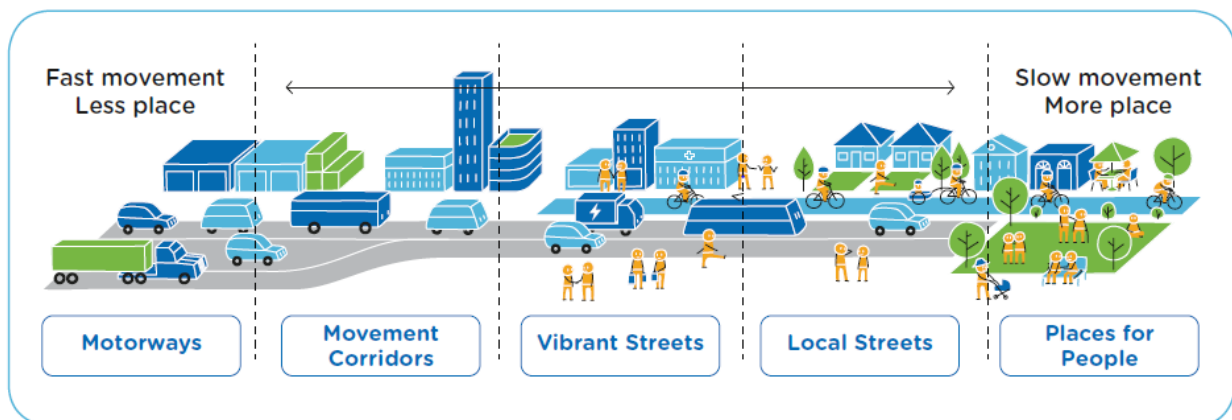 Fast movement
Less place
Slow movement
More place
Motorways
Movement
Corridors
Vibrant Streets
Local Streets
Places for
People